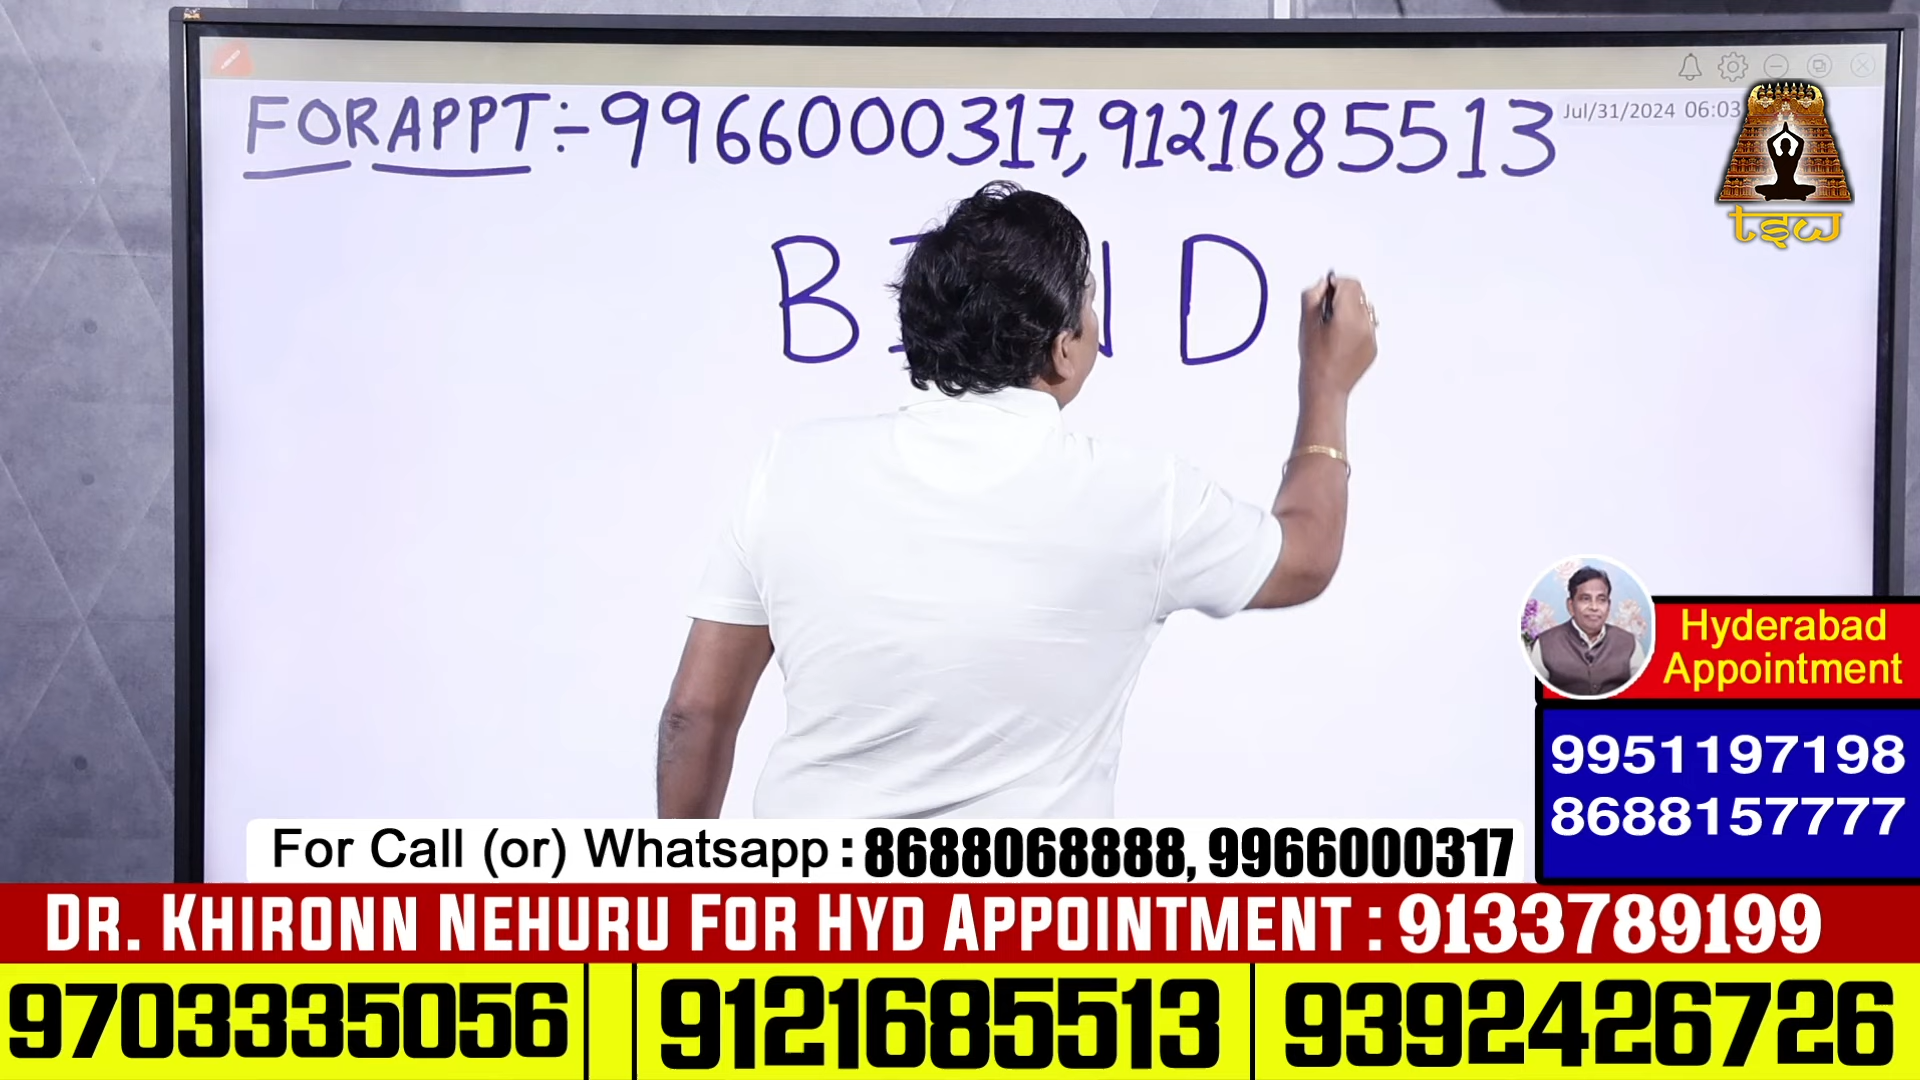 FOR APPT:- 9966000317, 9121685513
Jul/31/2024 06:03
TSW
B I N D
Hyderabad
Appointment
9951197198
8688157777
For Call (or) Whatsapp : 8688068888, 9966000317
DR. KHIRONN NEHURU FOR HYD APPOINTMENT : 9133789199
9703335056
9121685513
9392426726